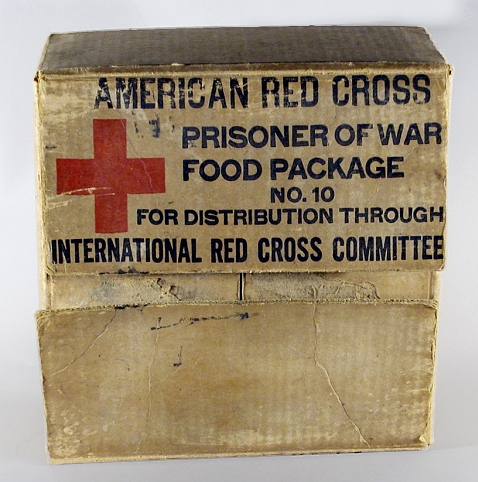 AMERICAN RED CROSS
PRISONER OF WAR
FOOD PACKAGE
NO. 10
FOR DISTRIBUTION THROUGH
INTERNATIONAL RED CROSS COMMITTEE